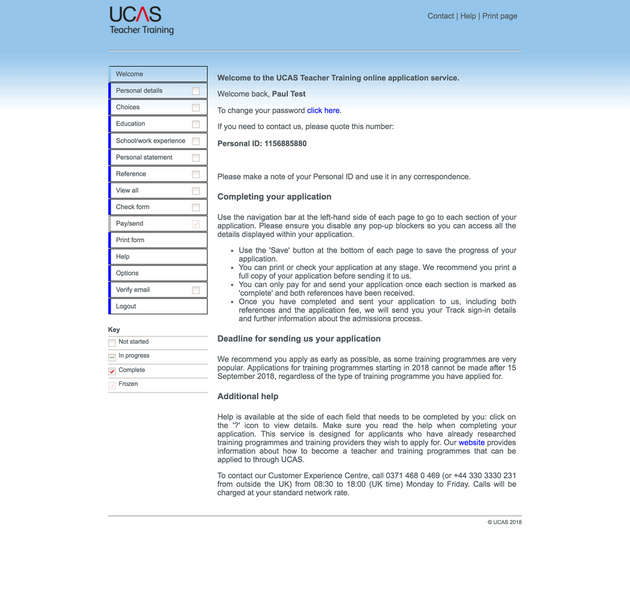 UCAS
Teacher Training
Contact | Help | Print page
Welcome
Personal details
Choices
Education
School/work experience
Personal statement
Reference
View all
Check form
Pay/send
Print form
Help
Options
Verify email
Logout
Key
Not started
In progress
Complete
Frozen
Welcome to the UCAS Teacher Training online application service.
Welcome back, Paul Test
To change your password click here.
If you need to contact us, please quote this number:
Personal ID: 1156885880
Please make a note of your Personal ID and use it in any correspondence.
Completing your application
Use the navigation bar at the left-hand side of each page to go to each section of your
application. Please ensure you disable any pop-up blockers so you can access all the
details displayed within your application.
• Use the 'Save' button at the bottom of each page to save the progress of your
application.
• You can print or check your application at any stage. We recommend you print a
full copy of your application before sending it to us.
• You can only pay for and send your application once each section is marked as
'complete' and both references have been received.
• Once you have completed and sent your application to us, including both
references and the application fee, we will send you your Track sign-in details
and further information about the admissions process.
Deadline for sending us your application
We recommend you apply as early as possible, as some training programmes are very
popular. Applications for training programmes starting in 2018 cannot be made after 15
September 2018, regardless of the type of training programme you have applied for.
Additional help
Help is available at the side of each field that needs to be completed by you: click on
the '?' icon to view details. Make sure you read the help when completing your
application. This service is designed for applicants who have already researched
training programmes and training providers they wish to apply for. Our website provides
information about how to become a teacher and training programmes that can be
applied to through UCAS.
To contact our Customer Experience Centre, call 0371 468 0 469 (or +44 330 3330 231
from outside the UK) from 08:30 to 18:00 (UK time) Monday to Friday. Calls will be
charged at your standard network rate.
© UCAS 2018